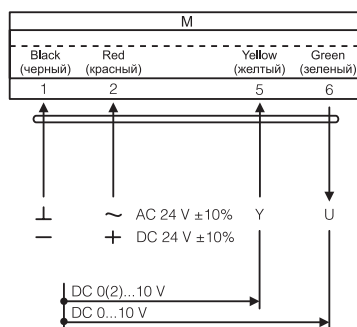 M
Black Red Yellow Green
(черный) (красный) (желтый) (зеленый)
1 2 5 6
⊥ ~ AC 24 V ±10% Y U
− + DC 24 V ±10%
DC 0(2)...10 V
DC 0...10 V